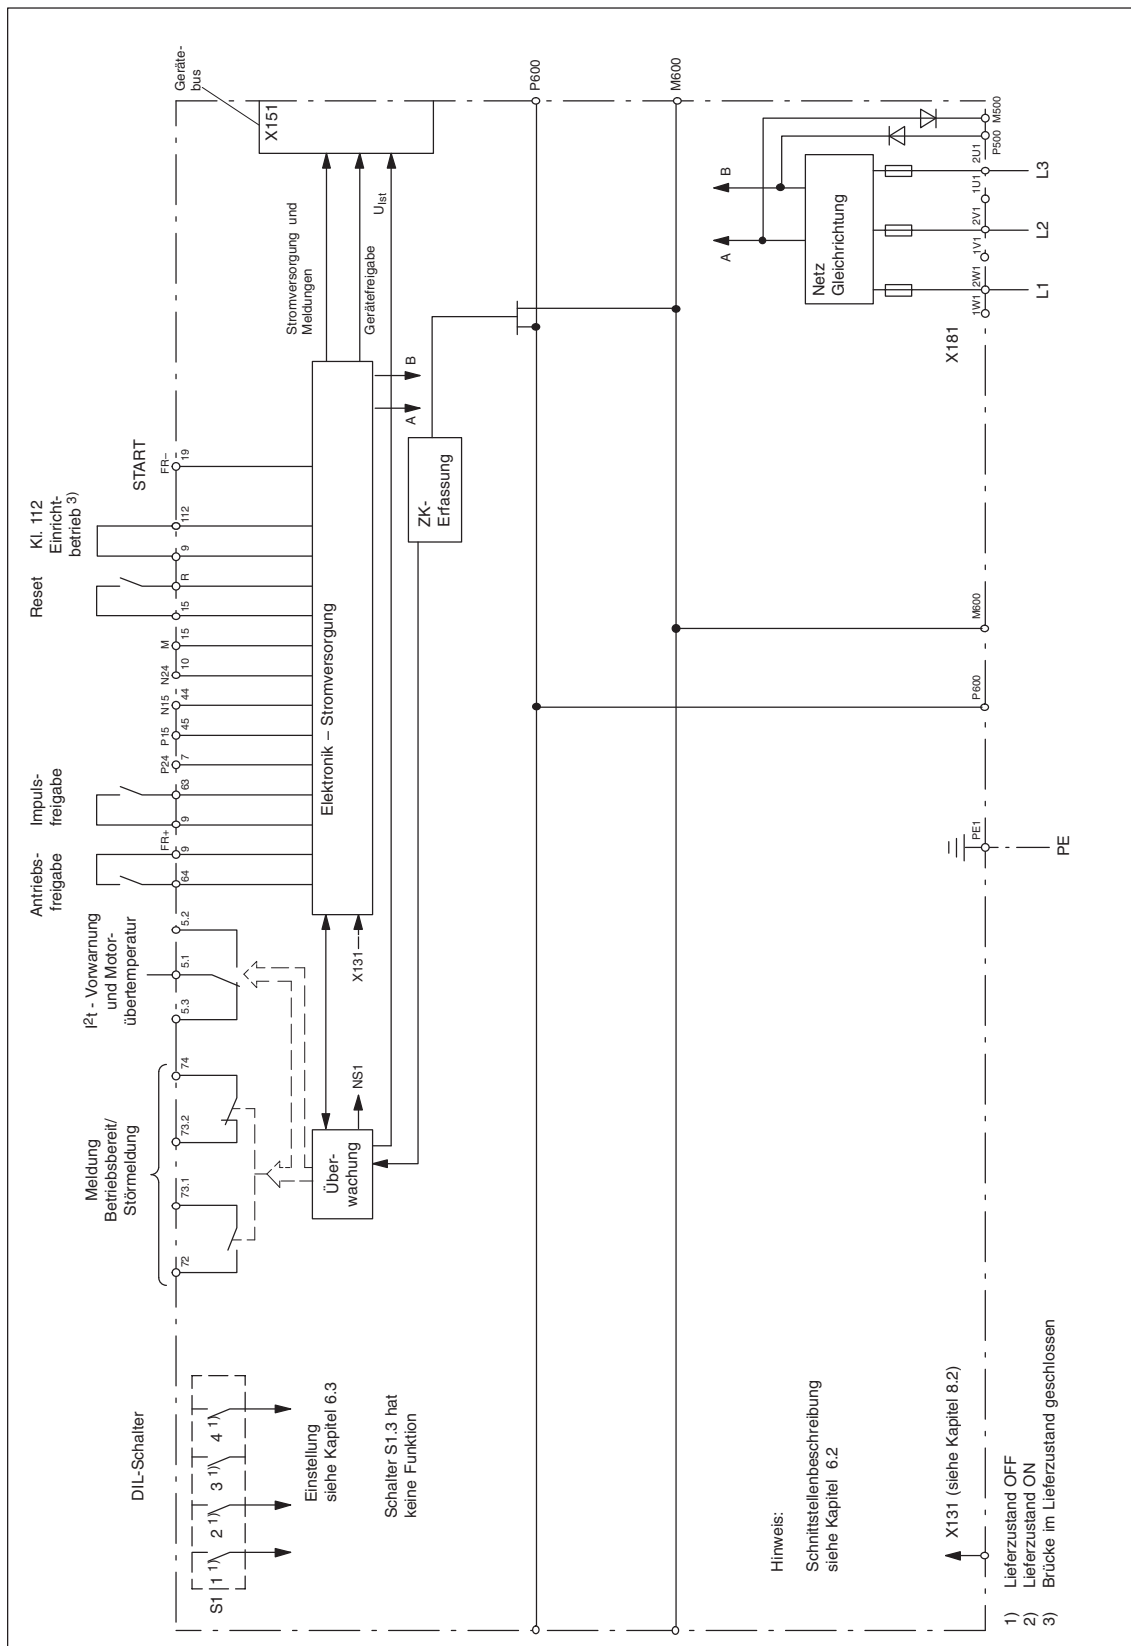 DIL-Schalter
S1
1 1)
2 1)
3 1)
4 1)
Einstellung
siehe Kapitel 6.3
Schalter S1.3 hat
keine Funktion
Meldung
Betriebsbereit/
Störmeldung
72
73.1
73.2
74
I2t - Vorwarnung
und Motor-
übertemperatur
5.3
5.1
5.2
Antriebs-
freigabe
64
9
FR+
Impuls-
freigabe
9
63
P24
7
P15
45
N15
44
N24
10
M
15
Reset
15
R
Kl. 112
Einricht-
betrieb 3)
9
112
START
FR–
19
Geräte-
bus
X151
Über-
wachung
NS1
X131
Elektronik – Stromversorgung
Stromversorgung und
Meldungen
Gerätefreigabe
UIst
A
B
ZK-
Erfassung
P600
M600
A
B
Netz
Gleichrichtung
Hinweis:
Schnittstellenbeschreibung
siehe Kapitel 6.2
X131 (siehe Kapitel 8.2)
PE1
PE
P600
M600
X181
1W1
2W1
1V1
2V1
1U1
2U1
P500
M500
L1
L2
L3
1) Lieferzustand OFF
2) Lieferzustand ON
3) Brücke im Lieferzustand geschlossen